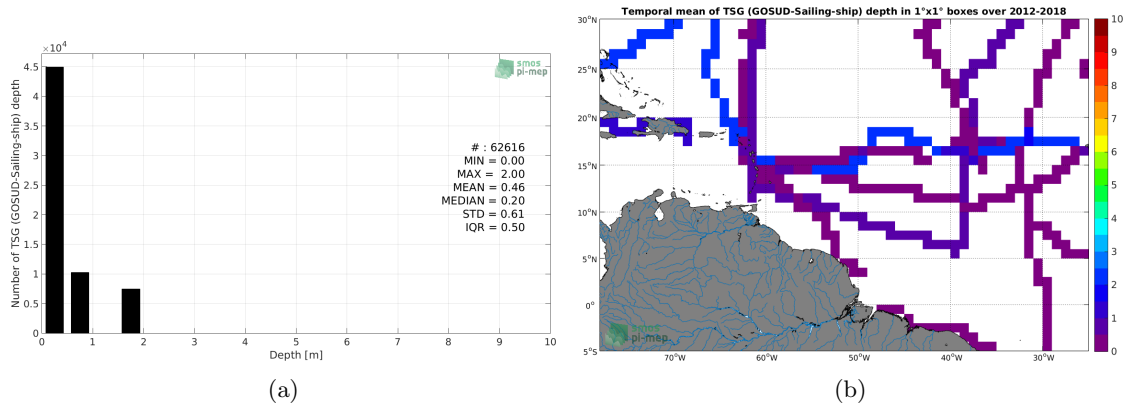 ×10^4
4.5
4
3.5
3
2.5
2
1.5
1
0.5
0
Number of TSG (GOSUD-Sailing-ship) depth
smos
pi-mep
# : 62616
MIN = 0.00
MAX = 2.00
MEAN = 0.46
MEDIAN = 0.20
STD = 0.61
IQR = 0.50
0 1 2 3 4 5 6 7 8 9 10
Depth [m]
(a)
Temporal mean of TSG (GOSUD-Sailing-ship) depth in 1°x1° boxes over 2012-2018
30°N
25°N
20°N
15°N
10°N
5°N
0°
5°S
70°W 60°W 50°W 40°W 30°W
smos
pi-mep
10
9
8
7
6
5
4
3
2
1
0
(b)